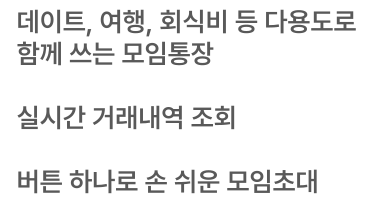 데이트, 여행, 회식비 등 다용도로
함께 쓰는 모임통장
실시간 거래내역 조회
버튼 하나로 손 쉬운 모임초대